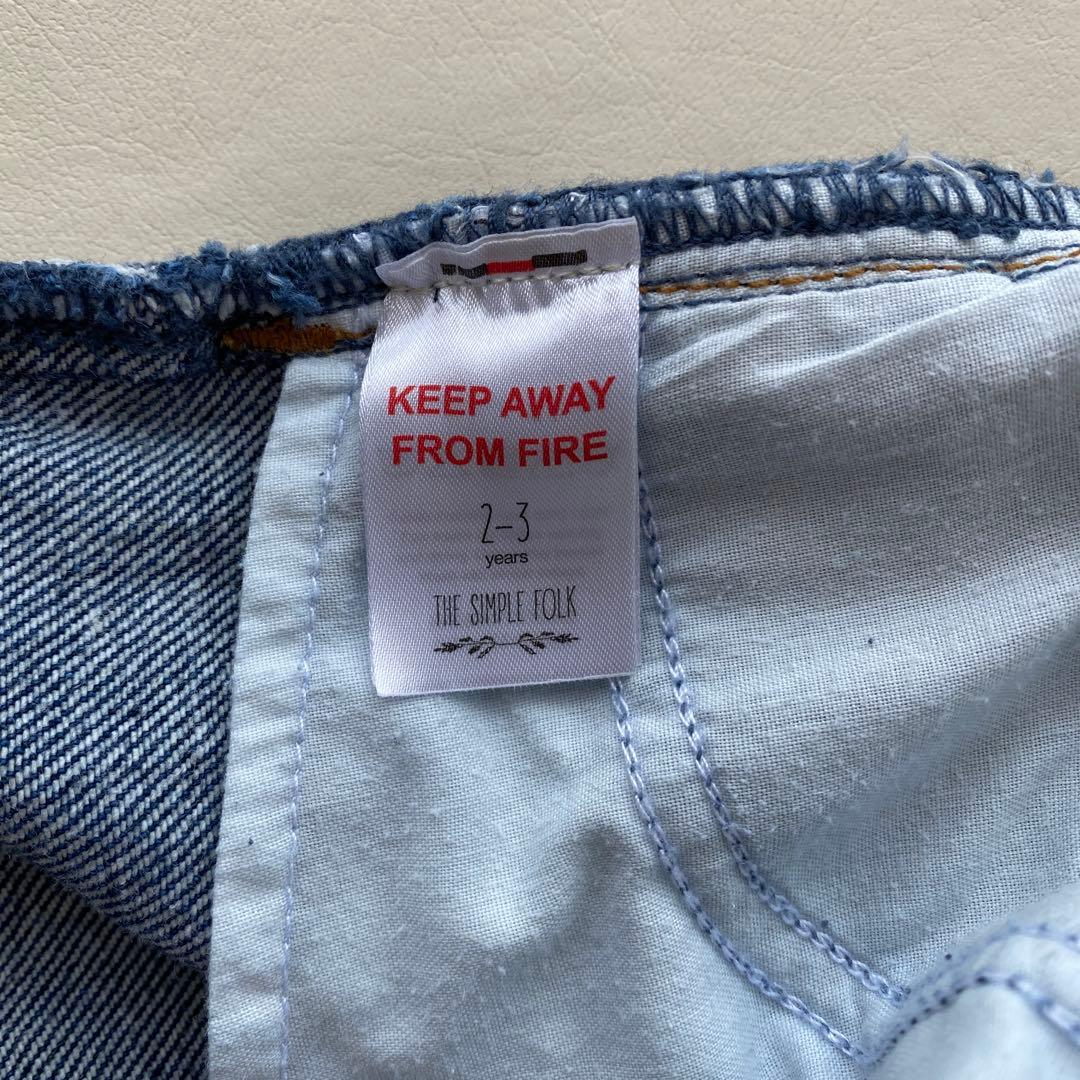 KEEP AWAY
FROM FIRE
2–3
years
THE SIMPLE FOLK